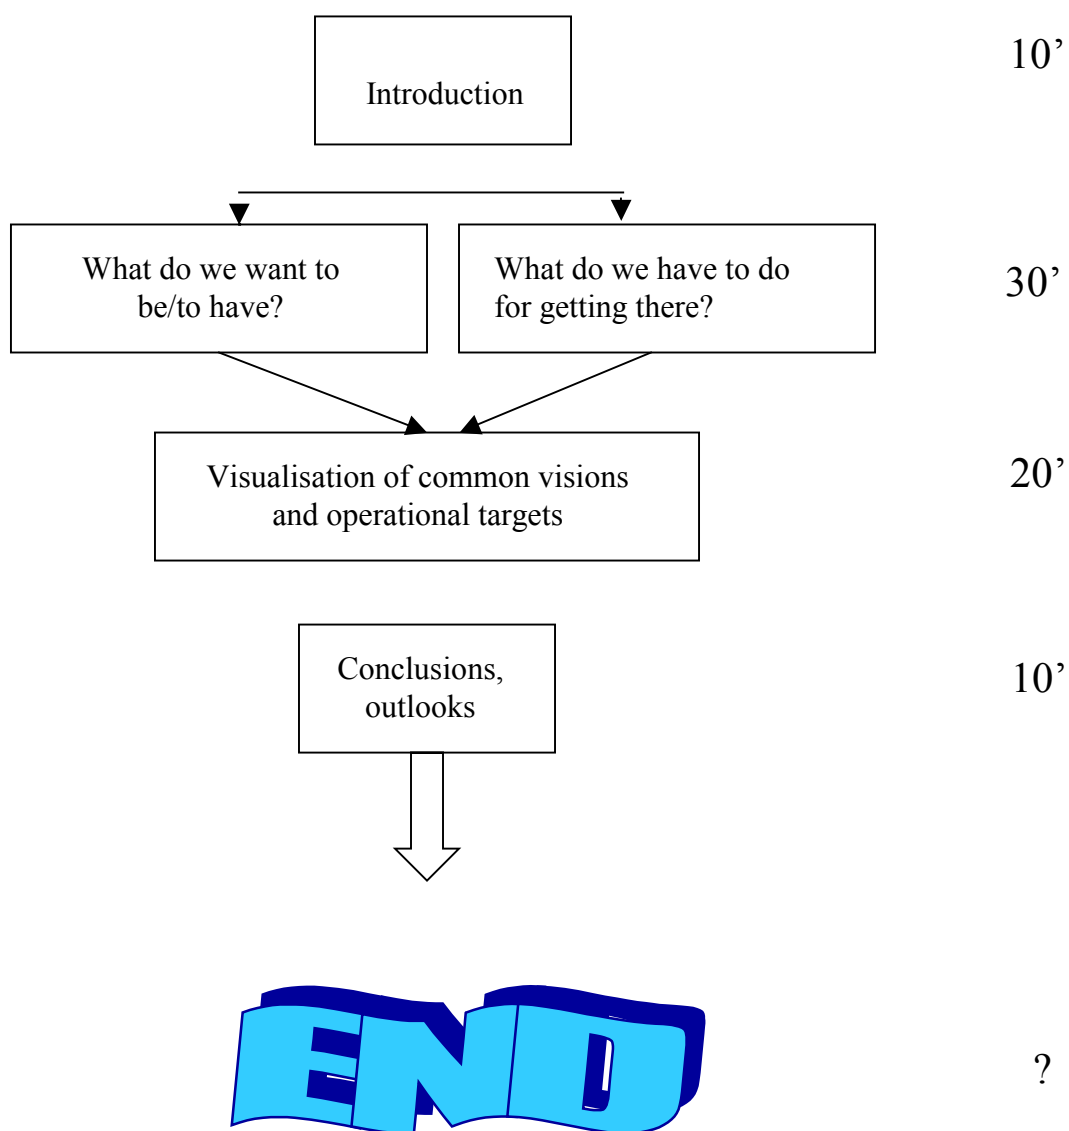 10’
Introduction
What do we want to
be/to have?
What do we have to do
for getting there?
30’
Visualisation of common visions
and operational targets
20’
Conclusions,
outlooks
10’
END
?